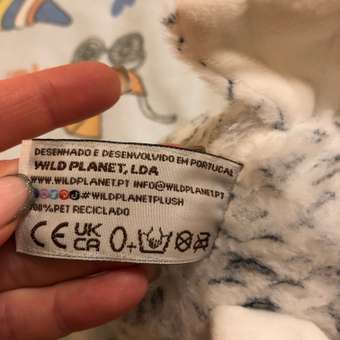 DESENHADO E DESENVOLVIDO EM PORTUGAL
WILD PLANET, LDA
WWW.WILDPLANET.PT INFO@WILDPLANET.PT
#WILDPLANETPLUSH
100%PET RECICLADO
CE UK CA 0+